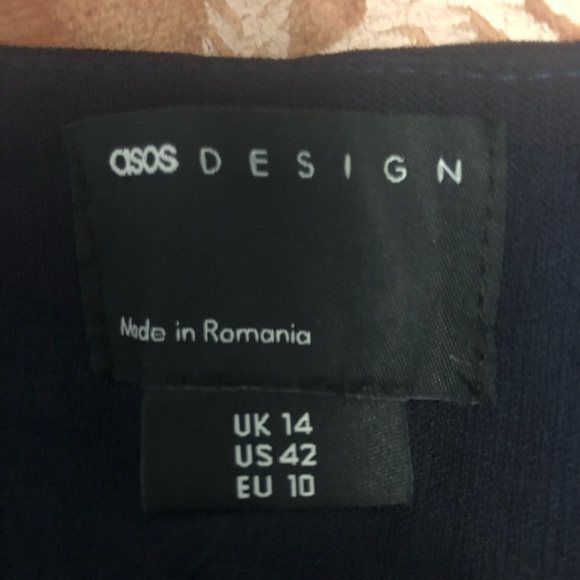 asos DESIGN
Made in Romania
UK 14
US 42
EU 10